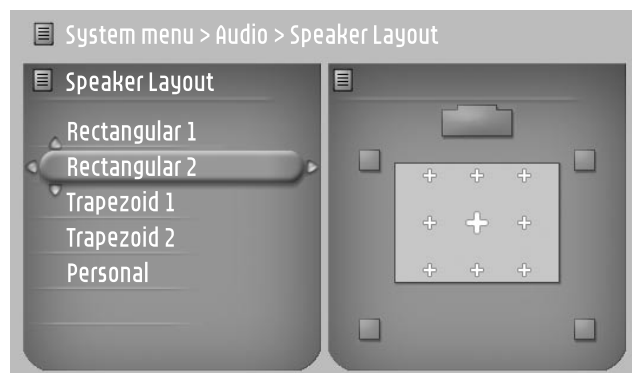 System menu > Audio > Speaker Layout
Speaker Layout
Rectangular 1
Rectangular 2
Trapezoid 1
Trapezoid 2
Personal